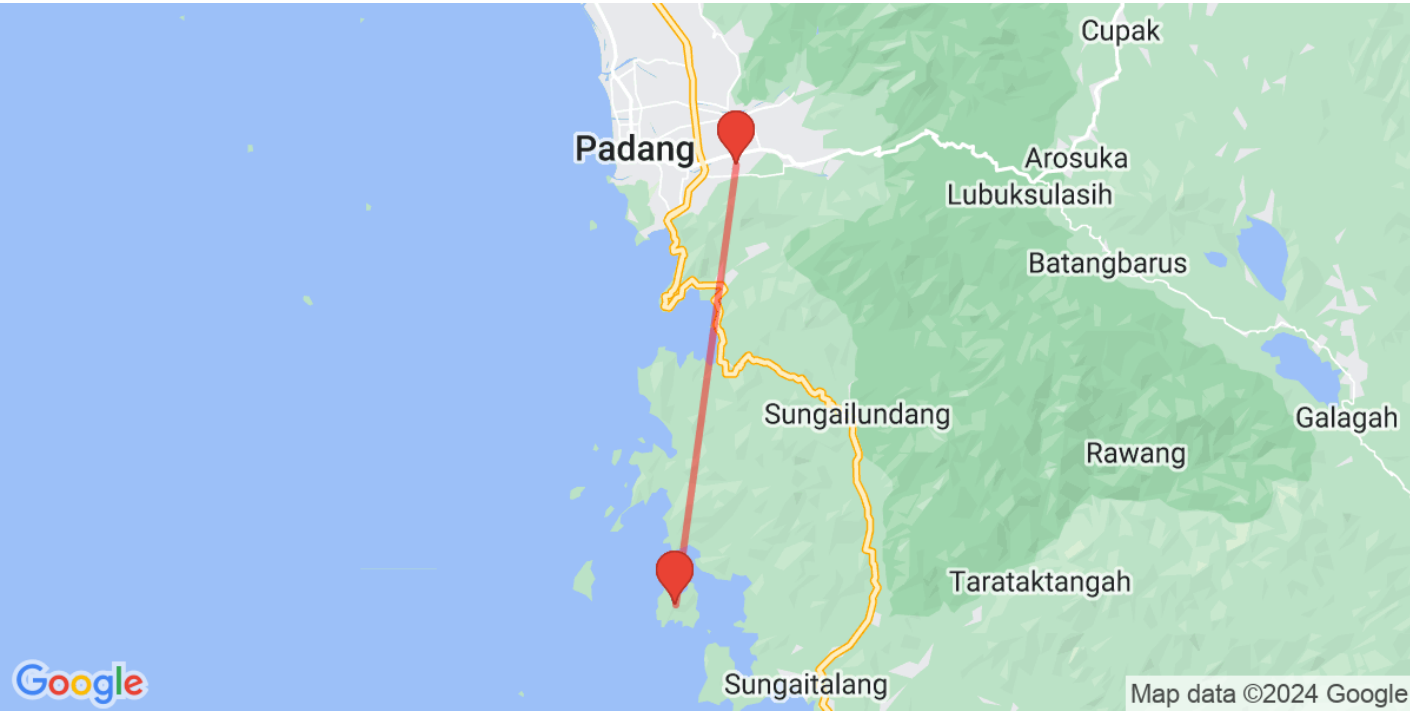 Cupak
Padang
Arosuka
Lubuksulasih
Batangbarus
Galagah
Sungailundang
Rawang
Tarataktangah
Sungaitalang
Google
Map data ©2024 Google